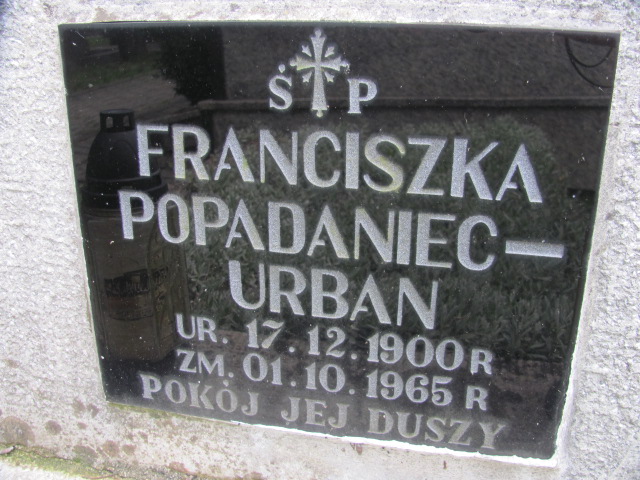 Ś P
FRANCISZKA
POPADANIEC—
URBAN
UR. 17.12.1900 R
ZM. 01.10.1965 R
POKÓJ JEJ DUSZY